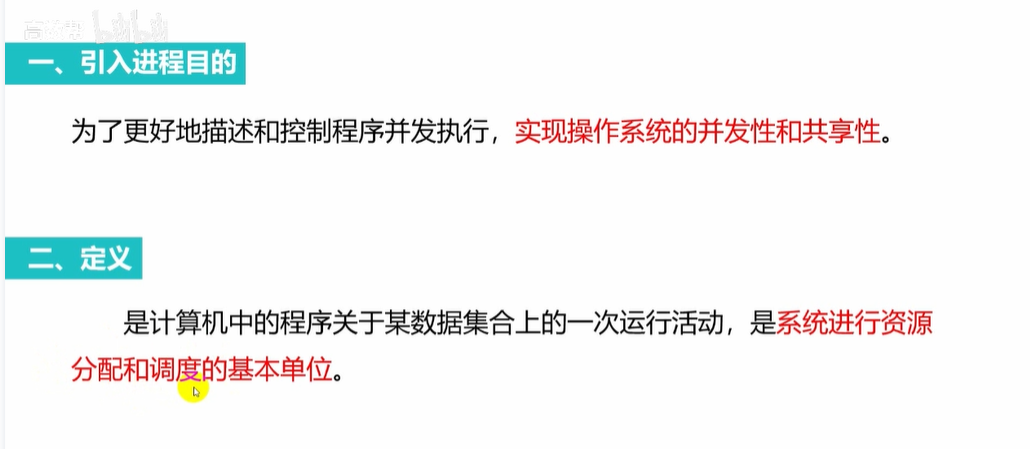 bilibili
一、引入进程目的
为了更好地描述和控制程序并发执行，实现操作系统的并发性和共享性。
二、定义
是计算机中的程序关于某数据集合上的一次运行活动，是系统进行资源
分配和调度的基本单位。